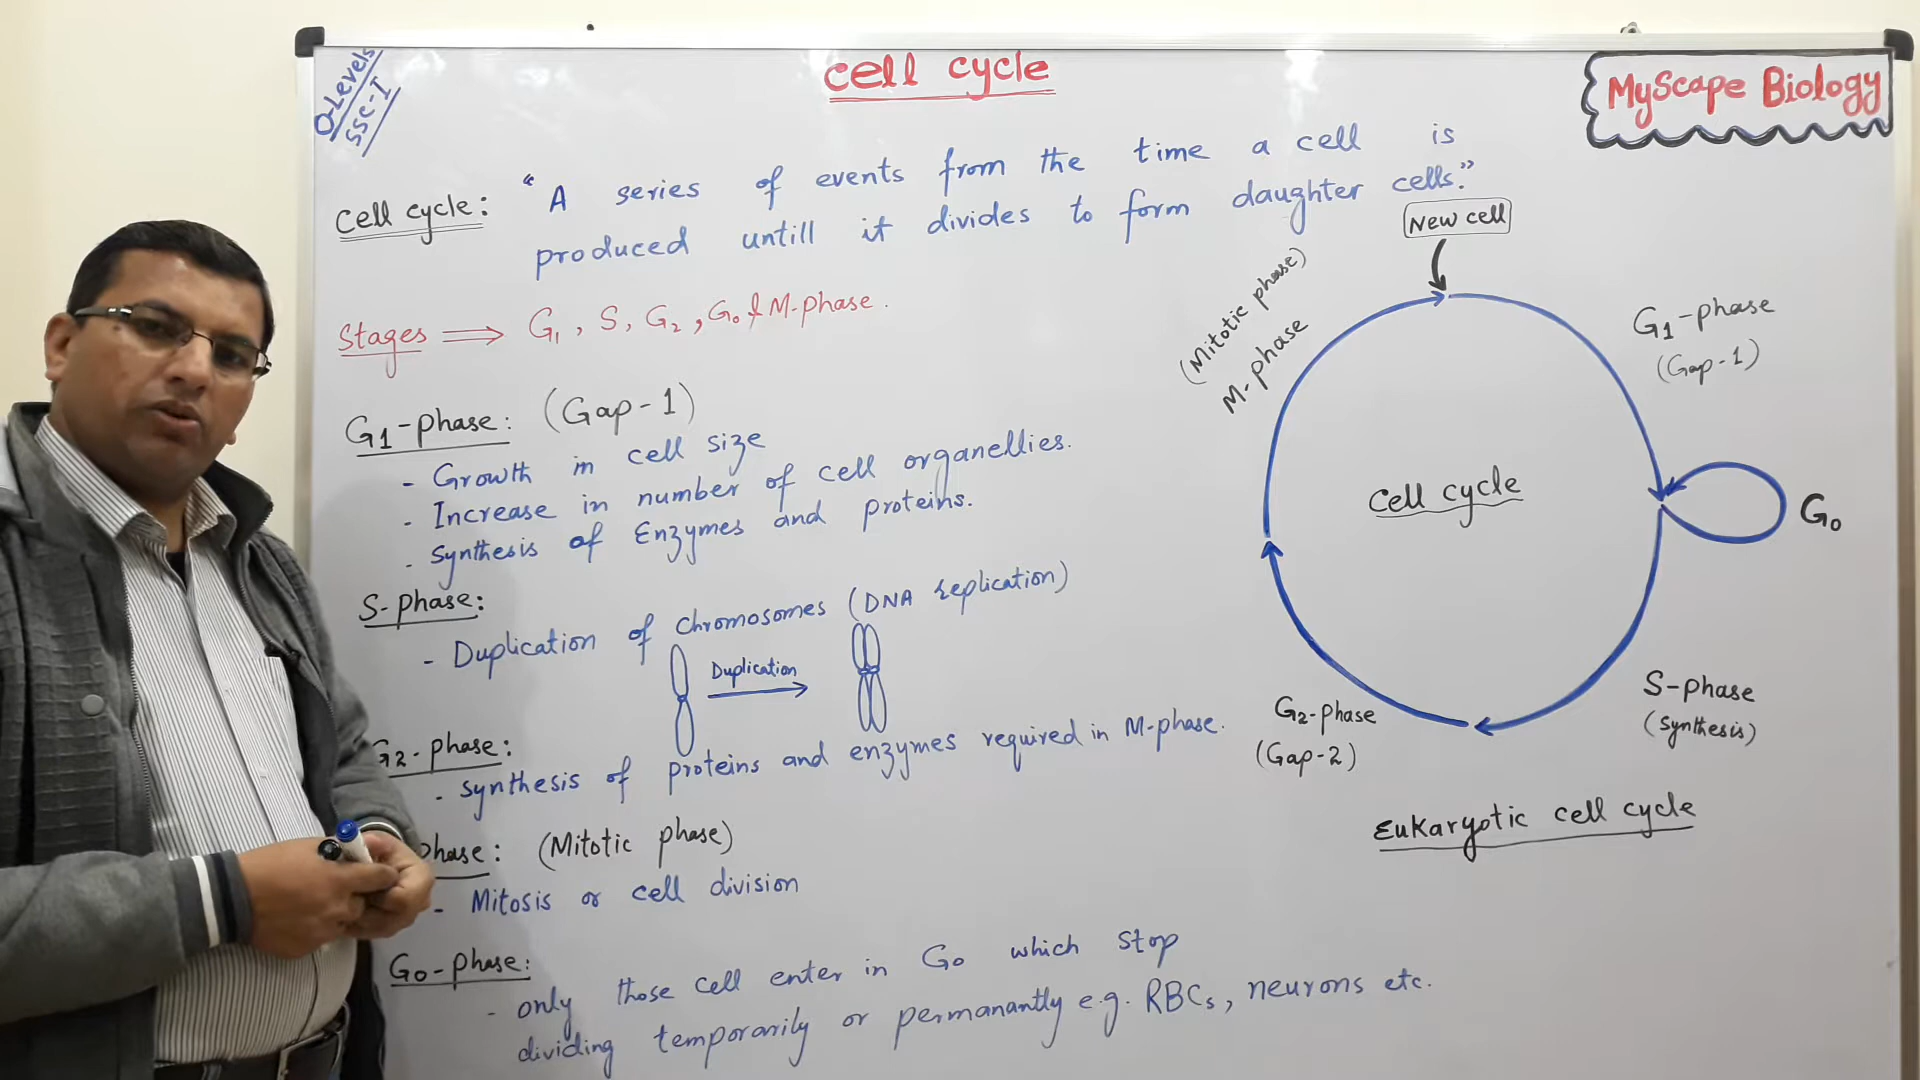 O-Levels
SSC-I
Cell cycle
MyScape Biology
Cell cycle: "A series of events from the time a cell is
produced untill it divides to form daughter cells."
Stages ⟹ G1, S, G2, G0 & M-phase.
G1-phase: (Gap-1)
- Growth in cell size
- Increase in number of cell organellies.
- Synthesis of Enzymes and proteins.
S-phase:
- Duplication of chromosomes (DNA replication)
Duplication
G2-phase:
- Synthesis of proteins and enzymes required in M-phase.
phase: (Mitotic phase)
- Mitosis or cell division
G0-phase:
- only those cell enter in G0 which stop
dividing temporarily or permanantly e.g. RBCs, neurons etc.
New cell
(Mitotic phase)
M-phase
G1-phase
(Gap-1)
Cell cycle
G0
S-phase
(Synthesis)
G2-phase
(Gap-2)
Eukaryotic cell cycle